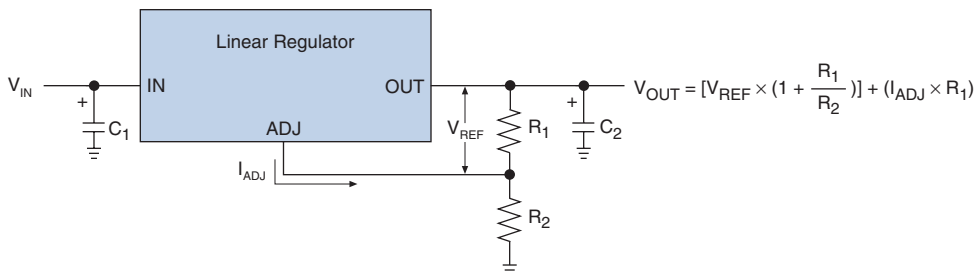 Linear Regulator
V_IN
IN
OUT
V_OUT = [V_REF × (1 + R_1/R_2)] + (I_ADJ × R_1)
+
C_1
ADJ
V_REF
R_1
+
C_2
I_ADJ
R_2